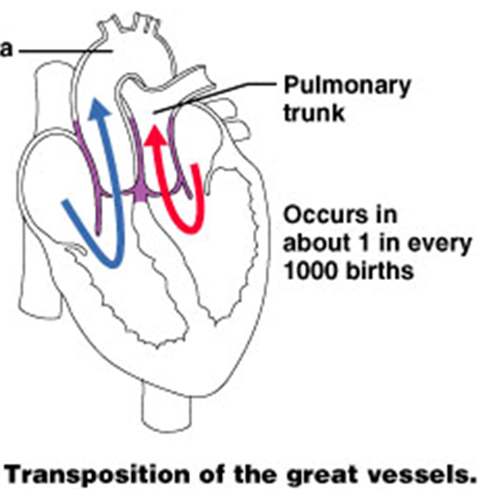 a
Pulmonary
trunk
Occurs in
about 1 in every
1000 births
Transposition of the great vessels.